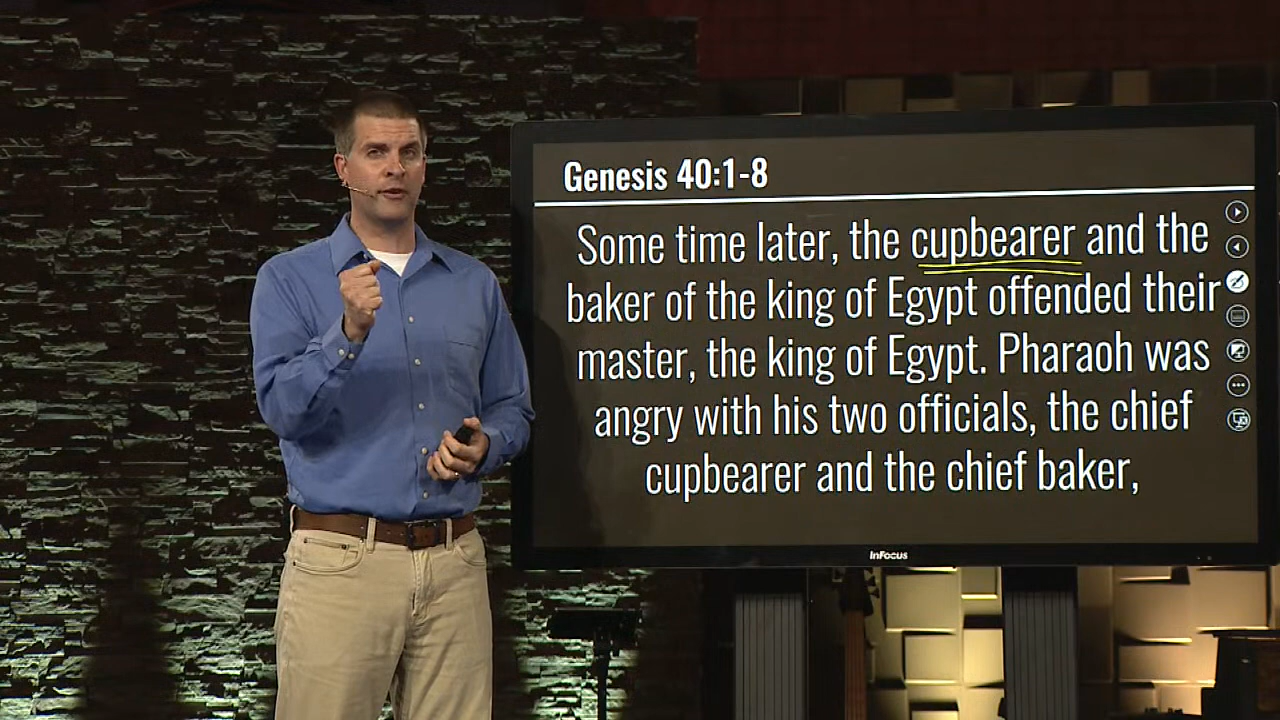 Genesis 40:1-8
Some time later, the cupbearer and the
baker of the king of Egypt offended their
master, the king of Egypt. Pharaoh was
angry with his two officials, the chief
cupbearer and the chief baker,
InFocus